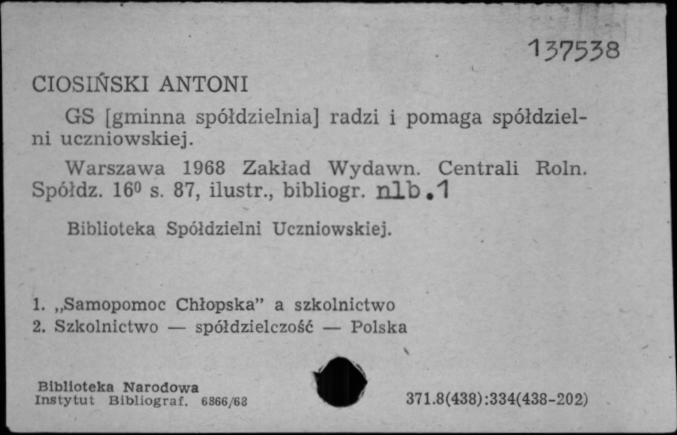 137538
CIOSIŃSKI ANTONI
GS [gminna spółdzielnia] radzi i pomaga spółdziel-
ni uczniowskiej.
Warszawa 1968 Zakład Wydawn. Centrali Roln.
Spółdz. 16⁰ s. 87, ilustr., bibliogr. nlb.1
Biblioteka Spółdzielni Uczniowskiej.
1. „Samopomoc Chłopska” a szkolnictwo
2. Szkolnictwo — spółdzielczość — Polska
Biblioteka Narodowa
Instytut Bibliograf. 6866/68
371.8(438):334(438-202)